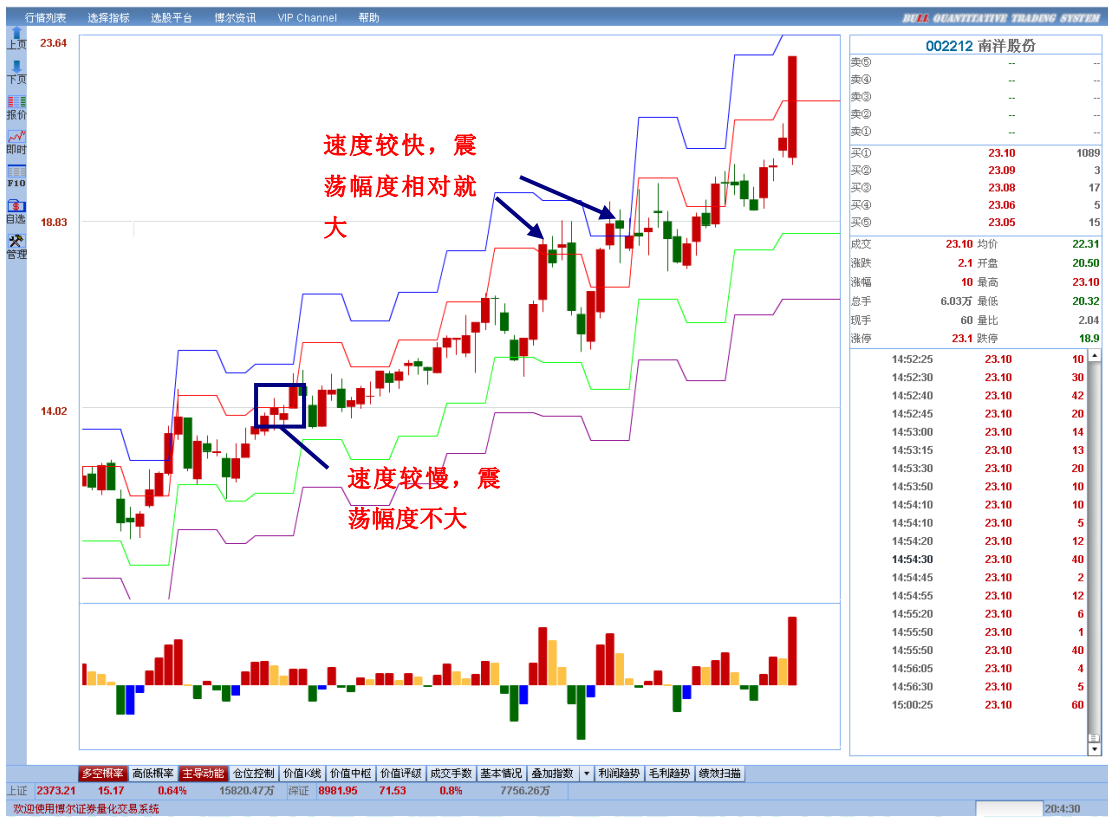 行情列表 选择指标 选股平台 博尔资讯 VIP Channel 帮助 BULL QUANTITATIVE TRADING SYSTEM
上页
下页
报价
即时
F10
自选
管理
23.64
18.83
14.02
速度较快，震
荡幅度相对就
大
速度较慢，震
荡幅度不大
002212 南洋股份
卖⑤ -- --
卖④ -- --
卖③ -- --
卖② -- --
卖① -- --
买① 23.10 1089
买② 23.09 3
买③ 23.08 17
买④ 23.06 5
买⑤ 23.05 15
成交 23.10 均价 22.31
涨跌 2.1 开盘 20.50
涨幅 10 最高 23.10
总手 6.03万 最低 20.32
现手 60 量比 2.04
涨停 23.1 跌停 18.9
14:52:25 23.10 10
14:52:30 23.10 30
14:52:40 23.10 42
14:52:45 23.10 20
14:53:00 23.10 14
14:53:15 23.10 13
14:53:30 23.10 20
14:53:50 23.10 10
14:54:10 23.10 10
14:54:10 23.10 5
14:54:20 23.10 12
14:54:30 23.10 40
14:54:45 23.10 2
14:54:55 23.10 12
14:55:20 23.10 6
14:55:50 23.10 1
14:55:50 23.10 40
14:56:05 23.10 4
14:56:30 23.10 5
15:00:25 23.10 60
多空概率 高低概率 主导动能 仓位控制 价值K线 价值中枢 价值评级 成交手数 基本情况 叠加指数 利润趋势 毛利趋势 绩效扫描
上证 2373.21 15.17 0.64% 15820.47万 深证 8981.95 71.53 0.8% 7756.26万
欢迎使用博尔证券量化交易系统 20:4:30